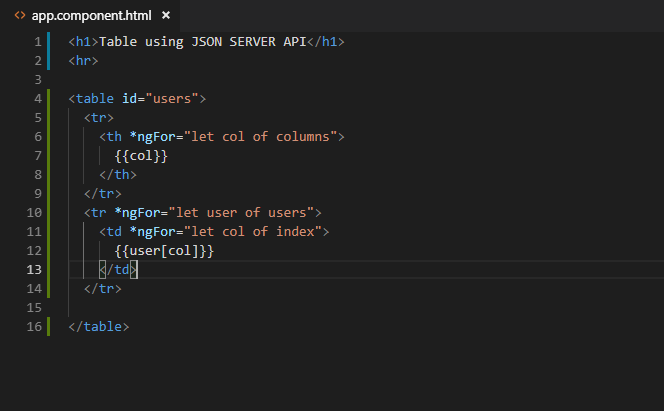 <> app.component.html ×
1 <h1>Table using JSON SERVER API</h1>
2 <hr>
3
4 <table id="users">
5 <tr>
6 <th *ngFor="let col of columns">
7 {{col}}
8 </th>
9 </tr>
10 <tr *ngFor="let user of users">
11 <td *ngFor="let col of index">
12 {{user[col]}}
13 </td>
14 </tr>
15
16 </table>